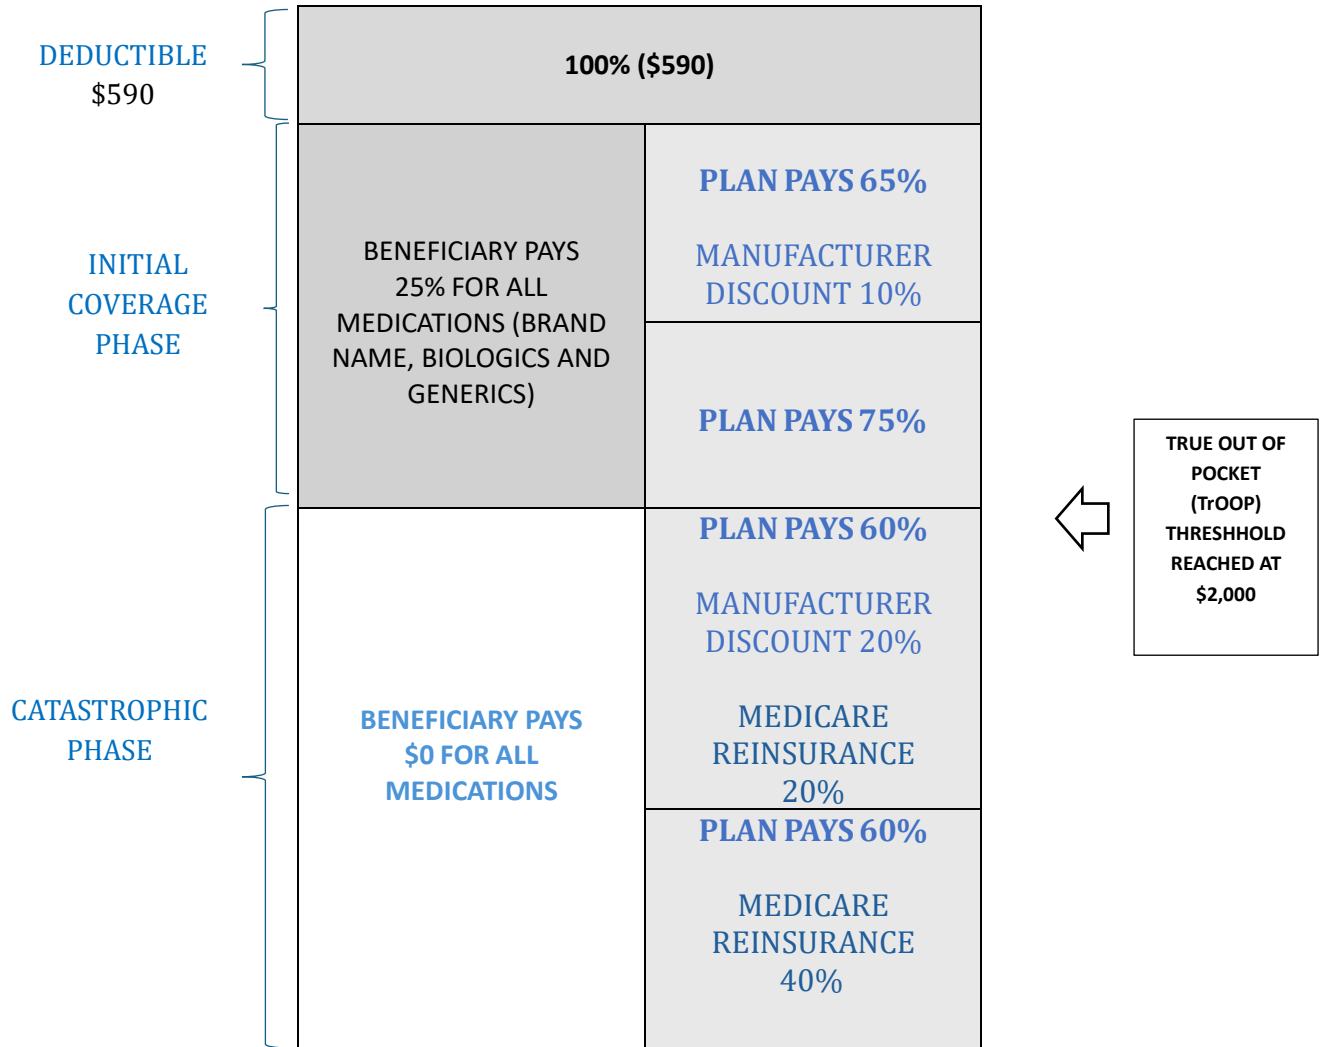 DEDUCTIBLE
$590
100% ($590)
INITIAL
COVERAGE
PHASE
BENEFICIARY PAYS
25% FOR ALL
MEDICATIONS (BRAND
NAME, BIOLOGICS AND
GENERICS)
PLAN PAYS 65%
MANUFACTURER
DISCOUNT 10%
PLAN PAYS 75%
TRUE OUT OF
POCKET
(TrOOP)
THRESHHOLD
REACHED AT
$2,000
CATASTROPHIC
PHASE
BENEFICIARY PAYS
$0 FOR ALL
MEDICATIONS
PLAN PAYS 60%
MANUFACTURER
DISCOUNT 20%
MEDICARE
REINSURANCE
20%
PLAN PAYS 60%
MEDICARE
REINSURANCE
40%